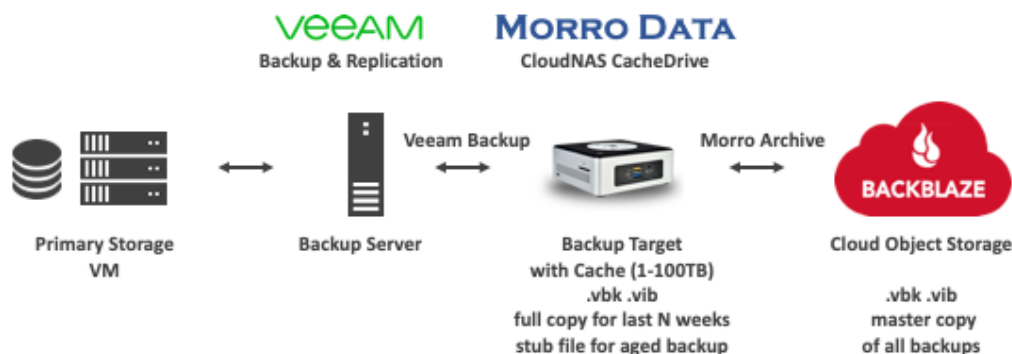 veeAM
Backup & Replication
MORRO DATA
CloudNAS CacheDrive
Veeam Backup
Morro Archive
BACKBLAZE
Primary Storage
VM
Backup Server
Backup Target
with Cache (1-100TB)
.vbk .vib
full copy for last N weeks
stub file for aged backup
Cloud Object Storage
.vbk .vib
master copy
of all backups